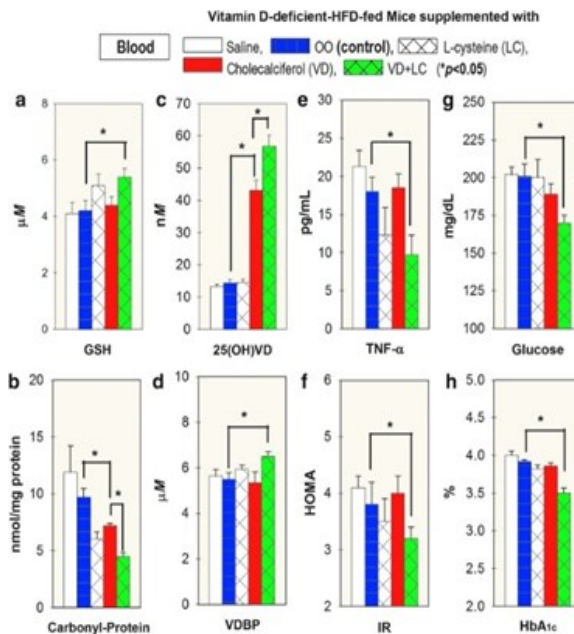 Vitamin D-deficient-HFD-fed Mice supplemented with
Blood
Saline, OO (control), L-cysteine (LC),
Cholecalciferol (VD), VD+LC (*p<0.05)
a
8
6
4
2
0
μM
*
GSH
c
70
60
50
40
30
20
10
0
nM
*
*
25(OH)VD
e
25
20
15
10
5
0
pg/mL
*
TNF-α
g
250
225
200
175
150
125
100
mg/dL
*
Glucose
b
20
15
10
5
0
nmol/mg protein
*
*
Carbonyl-Protein
d
10
8
6
4
2
0
μM
*
VDBP
f
6
5
4
3
2
HOMA
*
IR
h
5.0
4.5
4.0
3.5
3.0
2.5
2.0
%
*
HbA1c